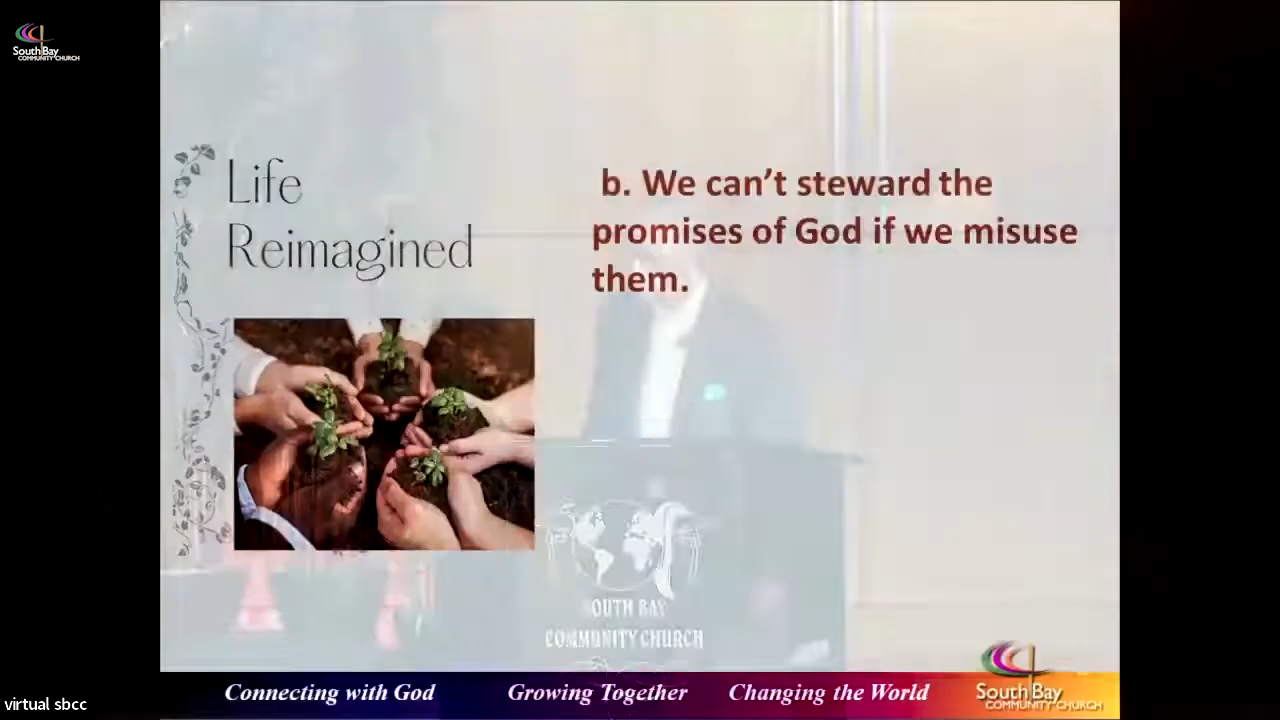 South Bay
COMMUNITY CHURCH
Life
Reimagined
b. We can’t steward the
promises of God if we misuse
them.
SOUTH BAY
COMMUNITY CHURCH
Connecting with God Growing Together Changing the World
South Bay
COMMUNITY CHURCH
virtual sbcc